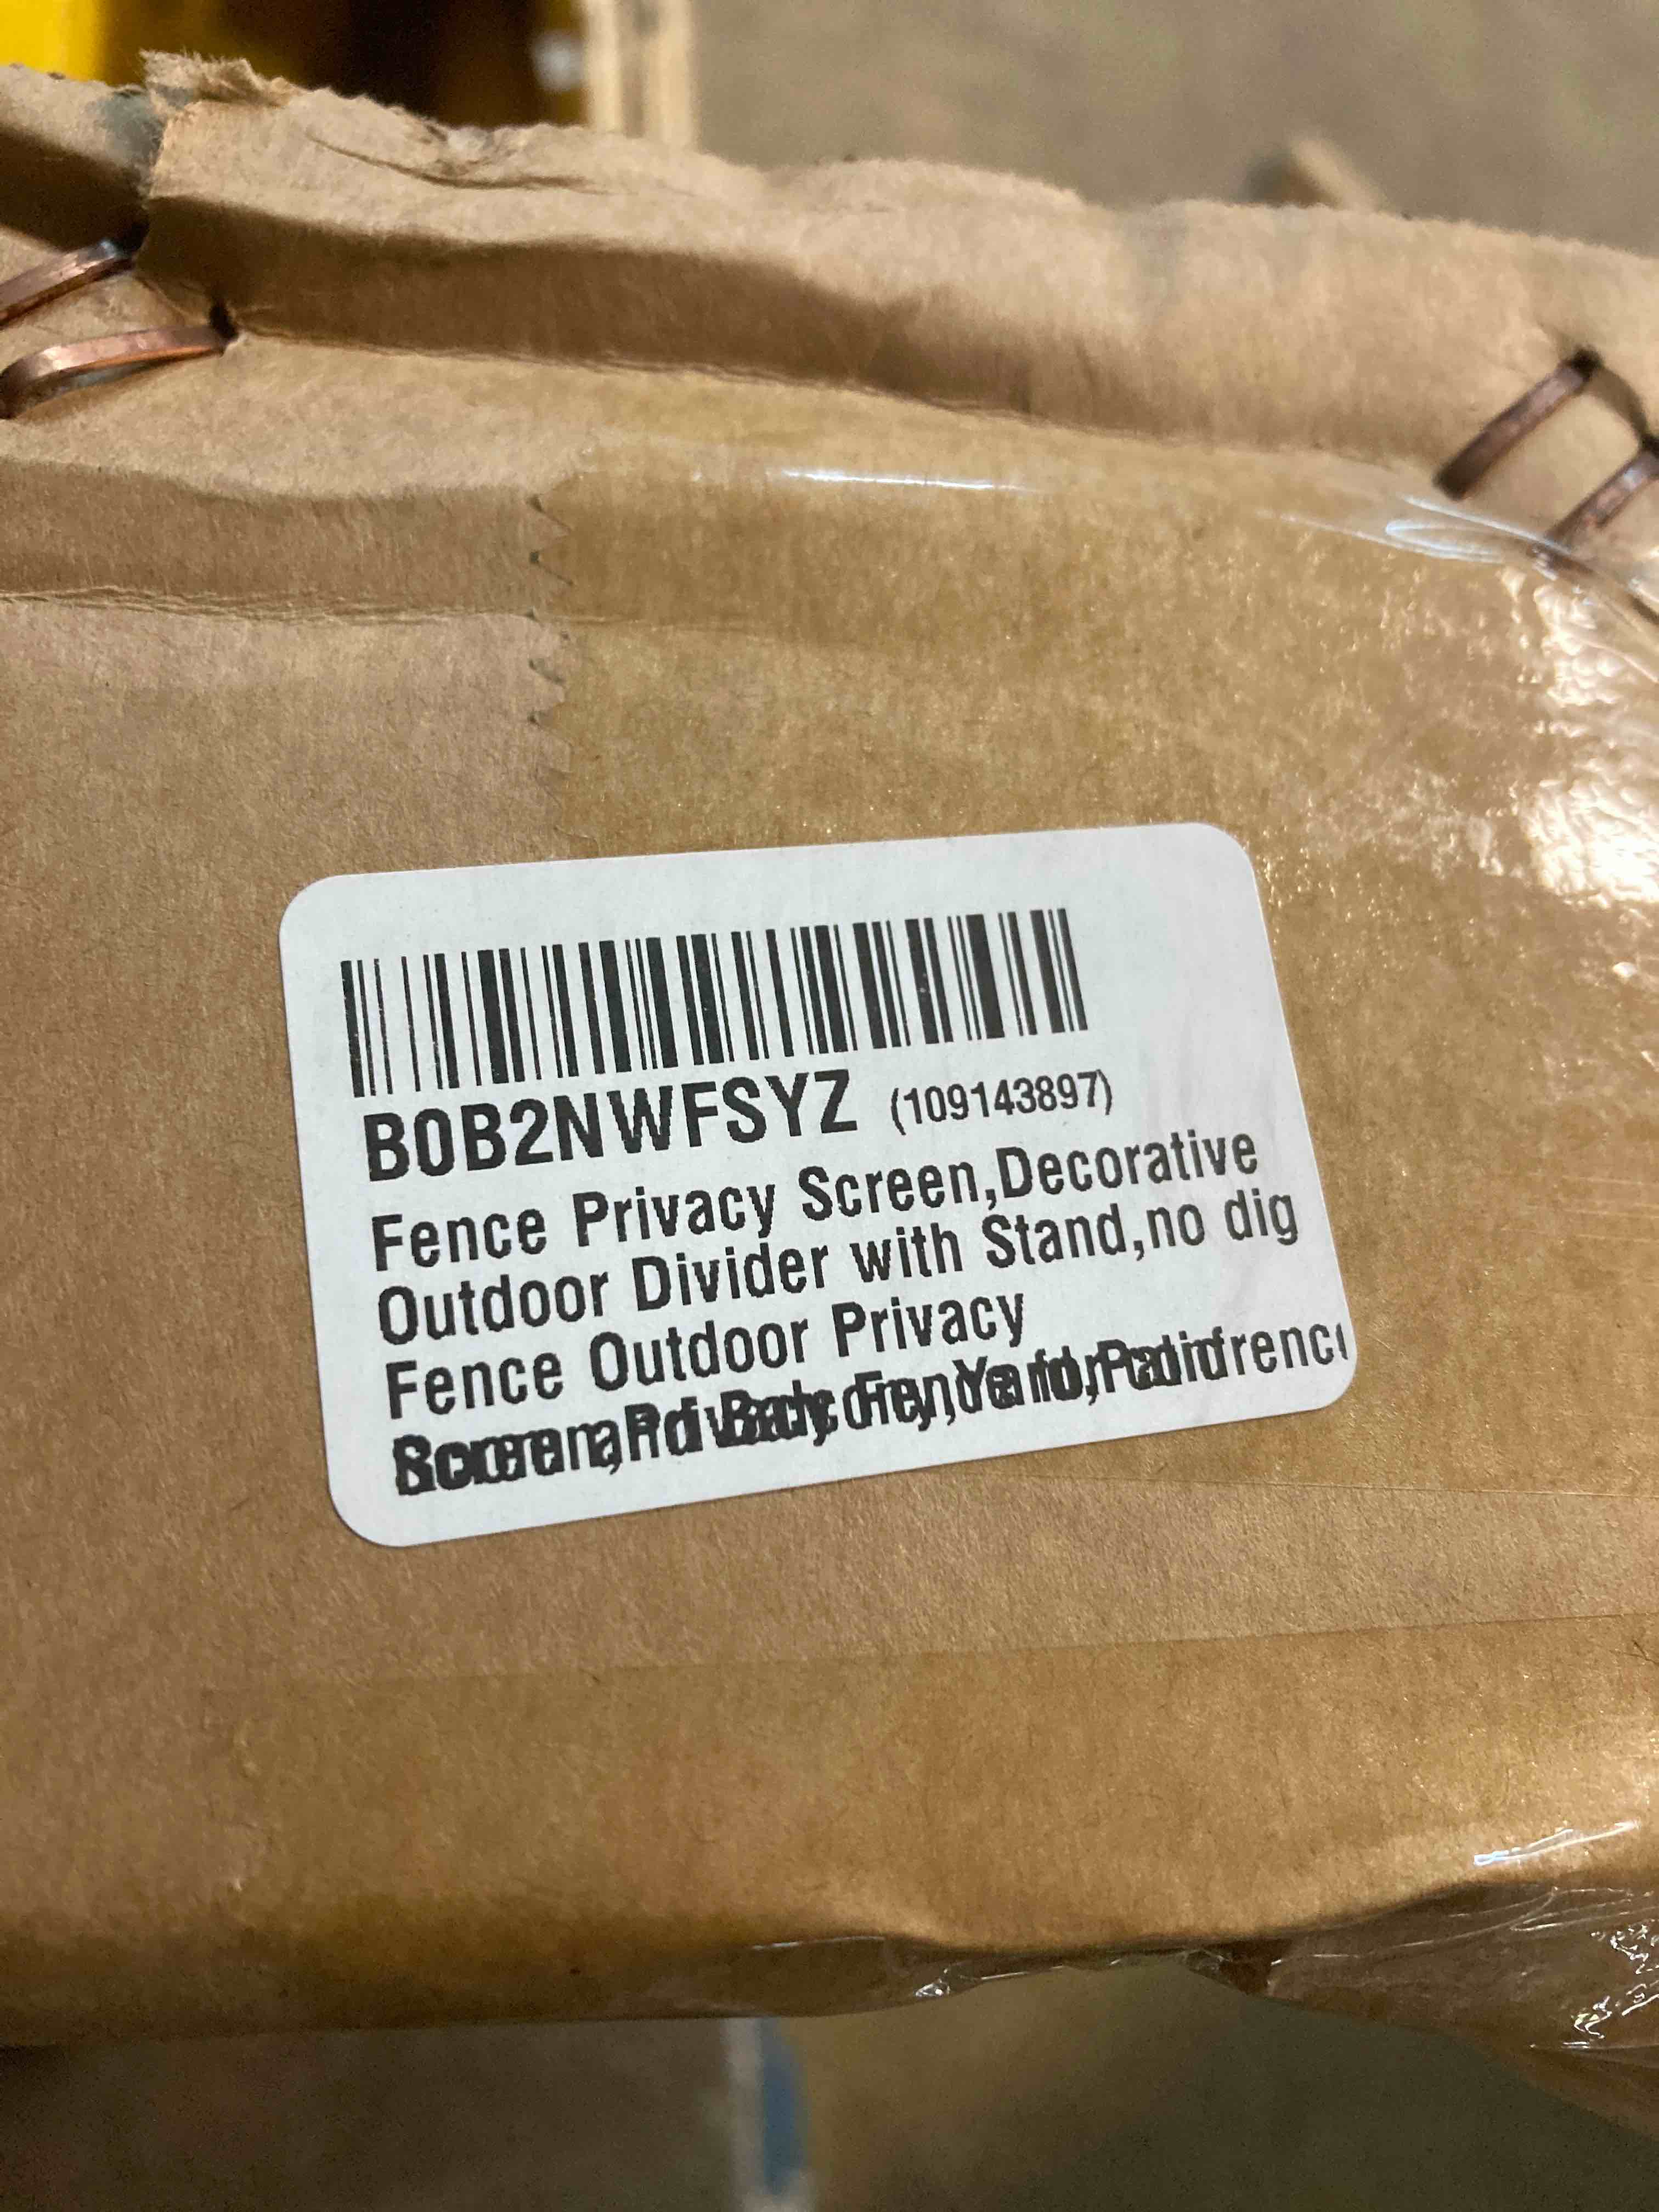 B0B2NWFSYZ (109143897)
Fence Privacy Screen,Decorative
Outdoor Divider with Stand,no dig
Fence Outdoor Privacy